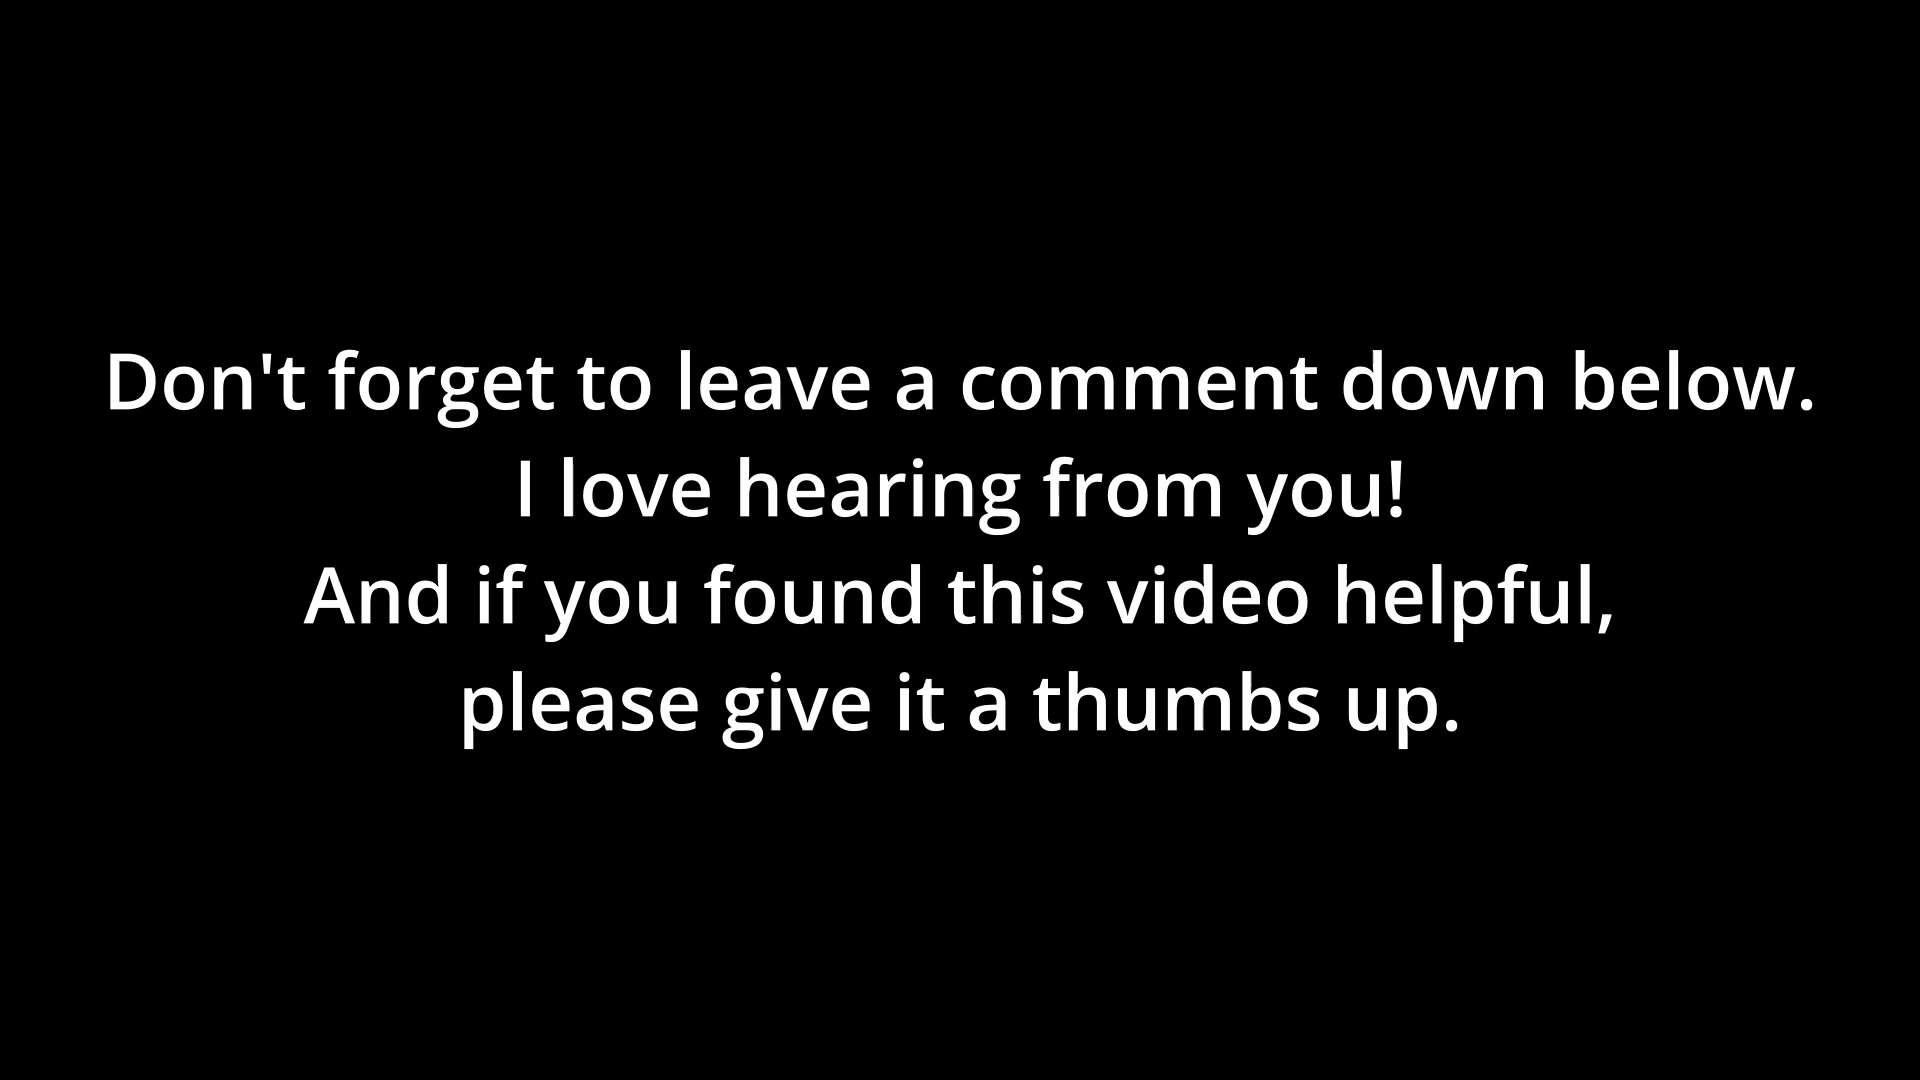 Don't forget to leave a comment down below.
I love hearing from you!
And if you found this video helpful,
please give it a thumbs up.